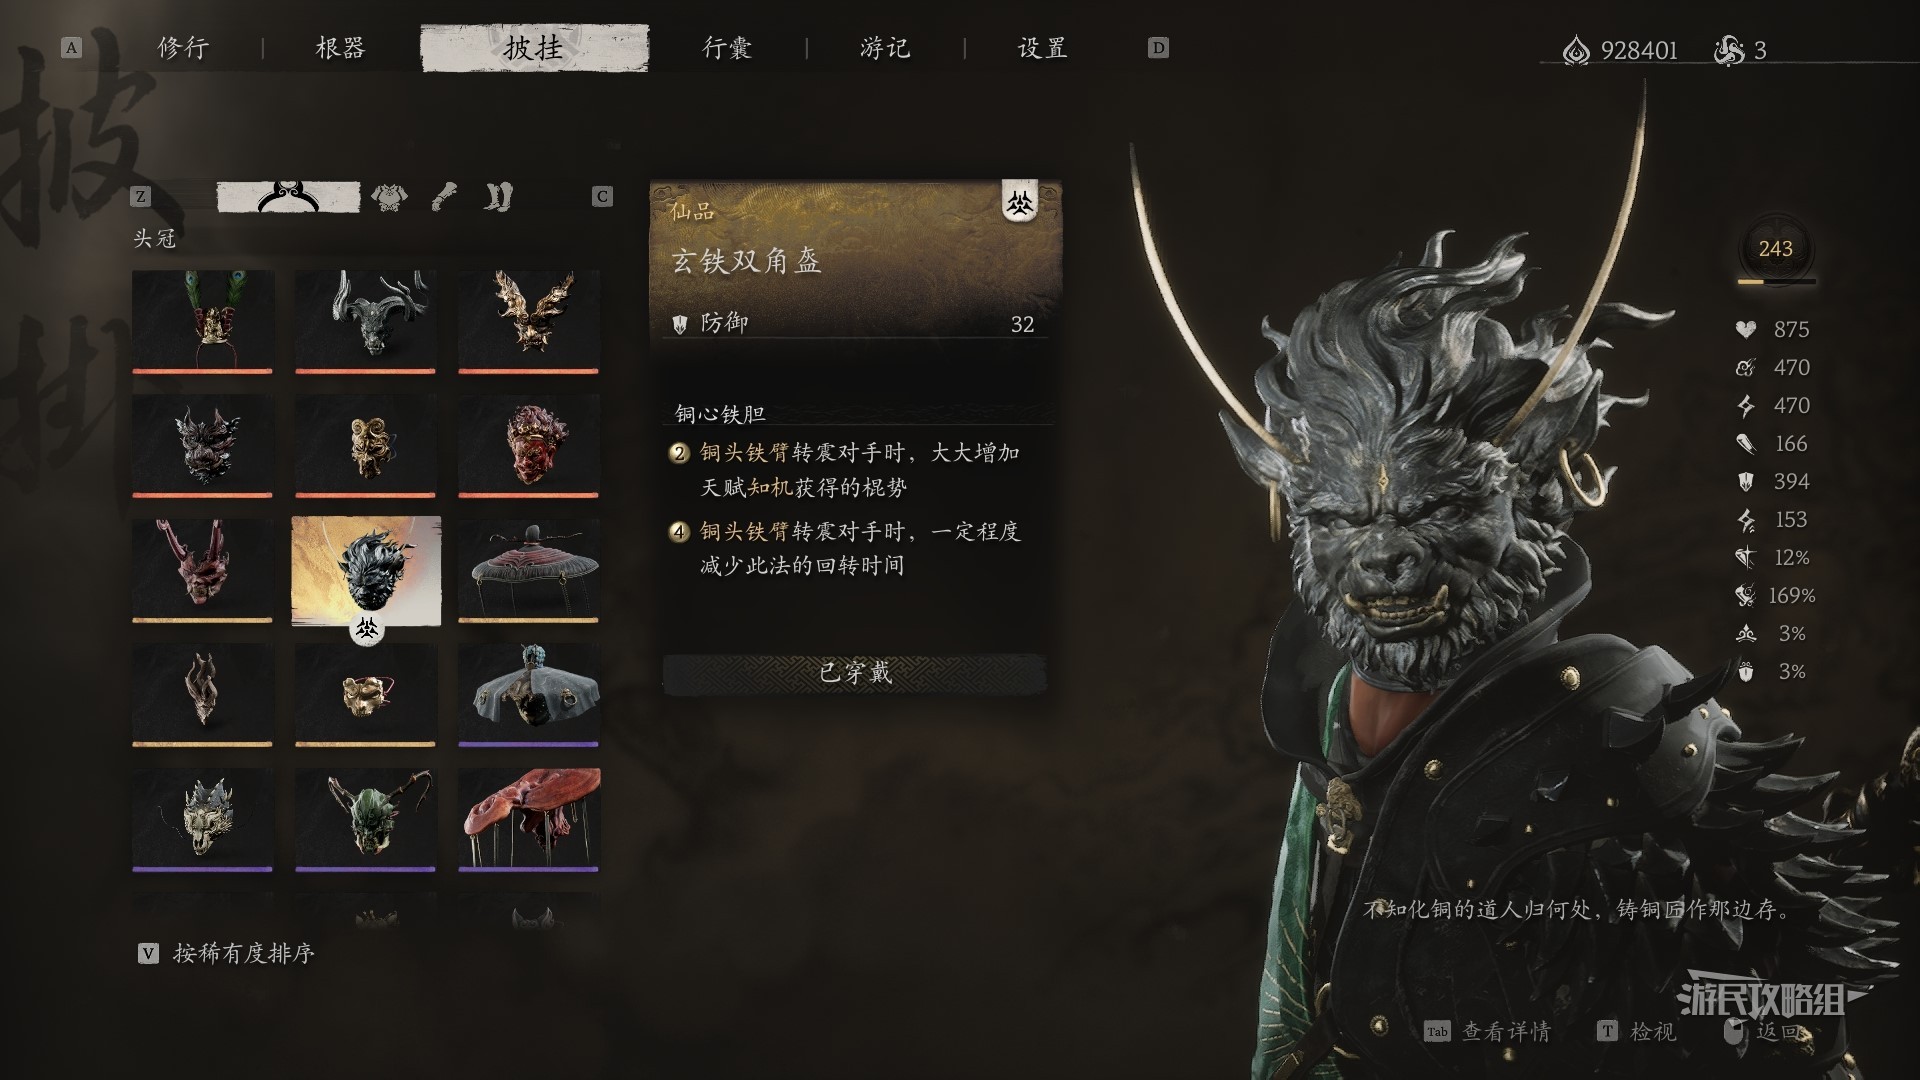 A 修行 根器 披挂 行囊 游记 设置 D
928401 3
披挂
Z C
头冠
仙品
玄铁双角盔
防御 32
铜心铁胆
2 铜头铁臂转震对手时，大大增加
天赋知机获得的棍势
4 铜头铁臂转震对手时，一定程度
减少此法的回转时间
已穿戴
243
875
470
470
166
394
153
12%
169%
3%
3%
不知化铜的道人归何处，铸铜匠作那边存。
V 按稀有度排序
游民攻略组
Tab 查看详情 T 检视 返回